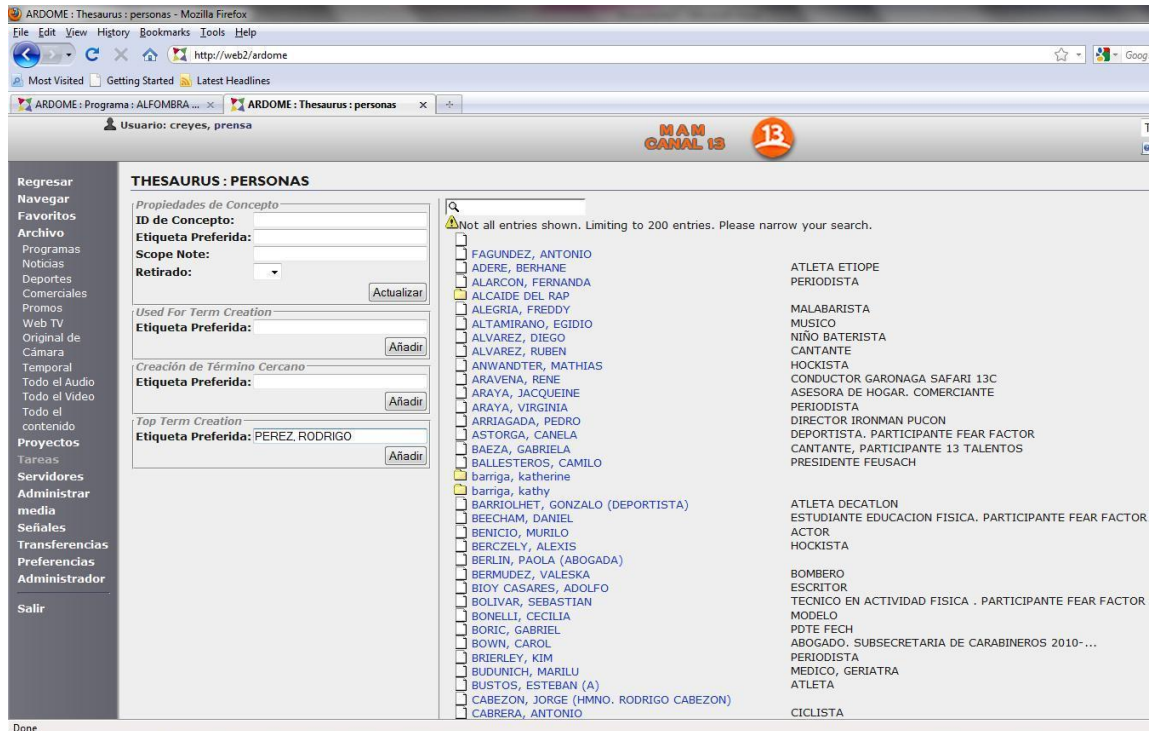 ARDOME : Thesaurus : personas - Mozilla Firefox
File Edit View History Bookmarks Tools Help
http://web2/ardome
Goog
Most Visited Getting Started Latest Headlines
ARDOME : Programa : ALFOMBRA ... ARDOME : Thesaurus : personas
Usuario: creyes, prensa
MAM
CANAL 13
13
Regresar
Navegar
Favoritos
Archivo
Programas
Noticias
Deportes
Comerciales
Promos
Web TV
Original de
Cámara
Temporal
Todo el Audio
Todo el Video
Todo el
contenido
Proyectos
Tareas
Servidores
Administrar
media
Señales
Transferencias
Preferencias
Administrador
Salir
THESAURUS : PERSONAS
Propiedades de Concepto
ID de Concepto:
Etiqueta Preferida:
Scope Note:
Retirado:
Actualizar
Used For Term Creation
Etiqueta Preferida:
Añadir
Creación de Término Cercano
Etiqueta Preferida:
Añadir
Top Term Creation
Etiqueta Preferida: PEREZ, RODRIGO
Añadir
Not all entries shown. Limiting to 200 entries. Please narrow your search.
FAGUNDEZ, ANTONIO
ADERE, BERHANE ATLETA ETIOPE
ALARCON, FERNANDA PERIODISTA
ALCAIDE DEL RAP
ALEGRIA, FREDDY MALABARISTA
ALTAMIRANO, EGIDIO MUSICO
ALVAREZ, DIEGO NIÑO BATERISTA
ALVAREZ, RUBEN CANTANTE
ANWANDTER, MATHIAS HOCKISTA
ARAVENA, RENE CONDUCTOR GARONAGA SAFARI 13C
ARAYA, JACQUEINE ASESORA DE HOGAR. COMERCIANTE
ARAYA, VIRGINIA PERIODISTA
ARRIAGADA, PEDRO DIRECTOR IRONMAN PUCON
ASTORGA, CANELA DEPORTISTA. PARTICIPANTE FEAR FACTOR
BAEZA, GABRIELA CANTANTE, PARTICIPANTE 13 TALENTOS
BALLESTEROS, CAMILO PRESIDENTE FEUSACH
barriga, katherine
barriga, kathy
BARRIOLHET, GONZALO (DEPORTISTA) ATLETA DECATLON
BEECHAM, DANIEL ESTUDIANTE EDUCACION FISICA. PARTICIPANTE FEAR FACTOR
BENICIO, MURILO ACTOR
BERCZELY, ALEXIS HOCKISTA
BERLIN, PAOLA (ABOGADA)
BERMUDEZ, VALESKA BOMBERO
BIOY CASARES, ADOLFO ESCRITOR
BOLIVAR, SEBASTIAN TECNICO EN ACTIVIDAD FISICA . PARTICIPANTE FEAR FACTOR
BONELLI, CECILIA MODELO
BORIC, GABRIEL PDTE FECH
BOWN, CAROL ABOGADO. SUBSECRETARIA DE CARABINEROS 2010-...
BRIERLEY, KIM PERIODISTA
BUDUNICH, MARILU MEDICO, GERIATRA
BUSTOS, ESTEBAN (A) ATLETA
CABEZON, JORGE (HMNO. RODRIGO CABEZON)
CABRERA, ANTONIO CICLISTA
Done